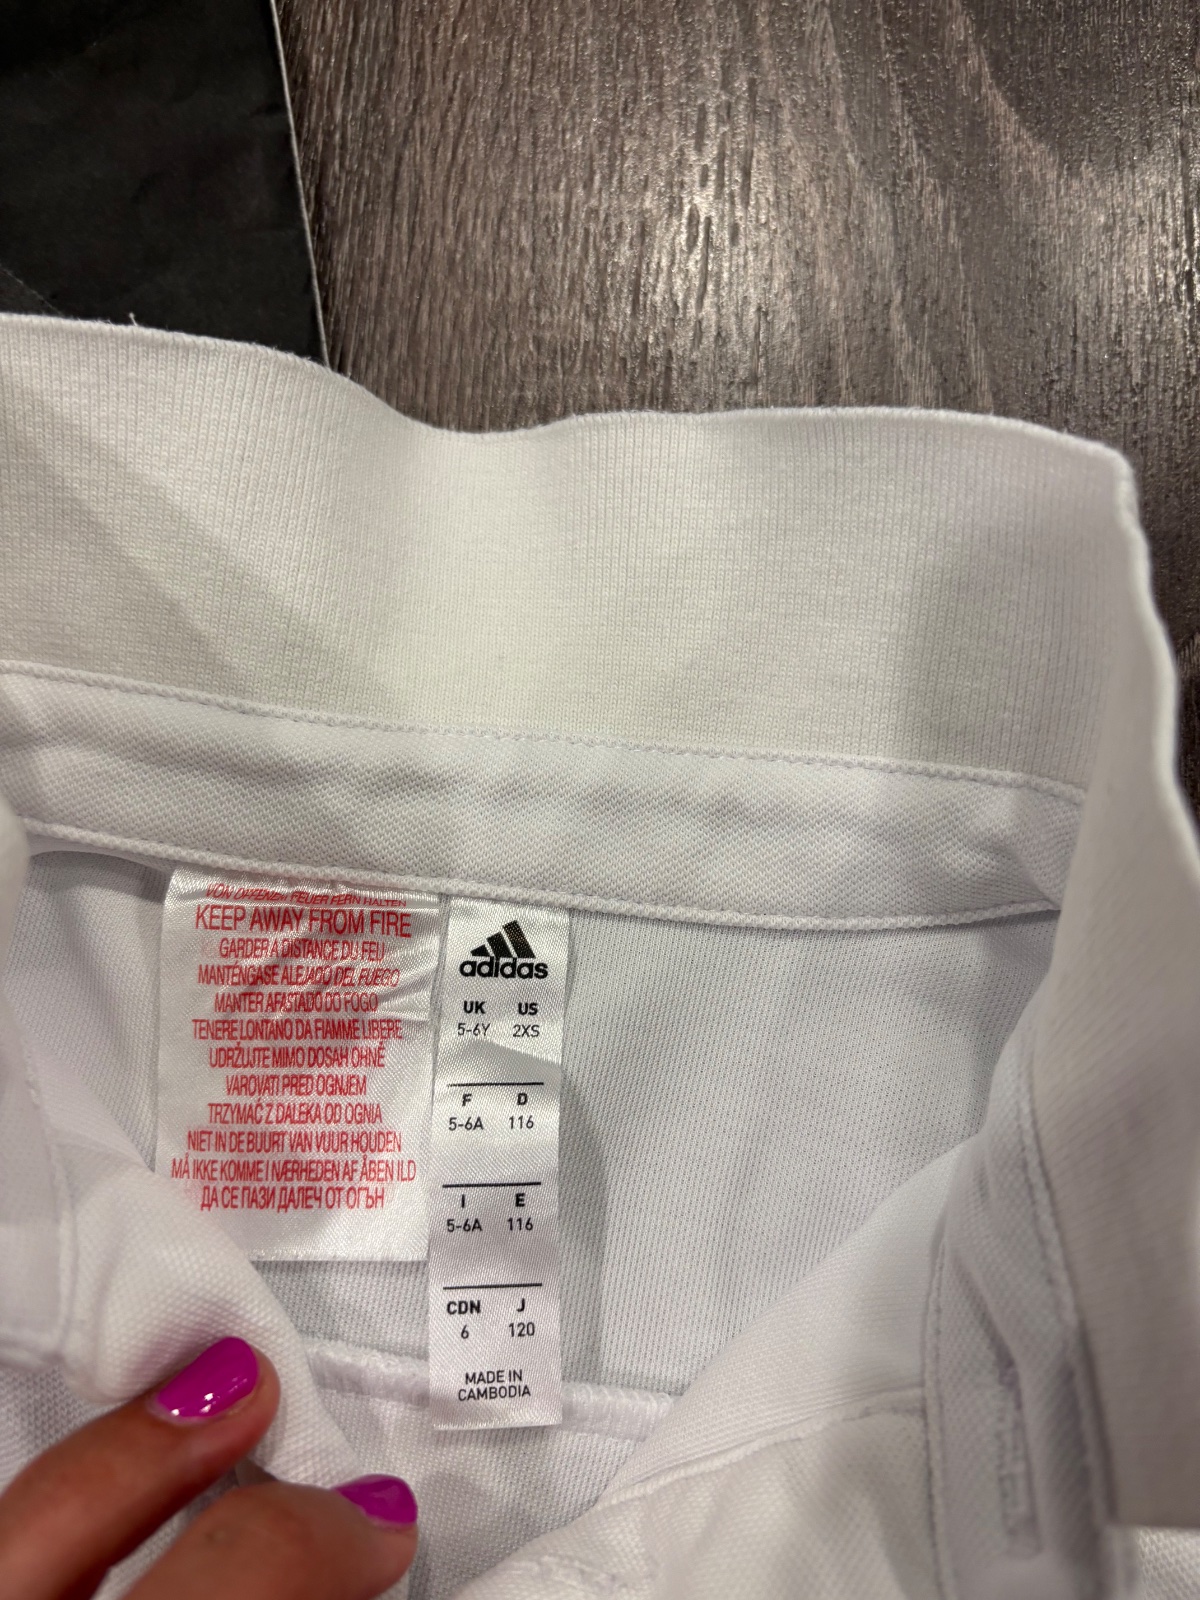 VON OFFENEM FEUER FERN HALTEN
KEEP AWAY FROM FIRE
GARDER A DISTANCE DU FEU
MANTÉNGASE ALEJADO DEL FUEGO
MANTER AFASTADO DO FOGO
TENERE LONTANO DA FIAMME LIBERE
UDRŽUJTE MIMO DOSAH OHNĚ
VAROVATI PRED OGNJEM
TRZYMAĆ Z DALEKA OD OGNIA
NIET IN DE BUURT VAN VUUR HOUDEN
MÅ IKKE KOMME I NÆRHEDEN AF ÅBEN ILD
ДА СЕ ПАЗИ ДАЛЕЧ ОТ ОГЪН
adidas
UK US
5-6Y 2XS
F D
5-6A 116
I E
5-6A 116
CDN J
6 120
MADE IN
CAMBODIA